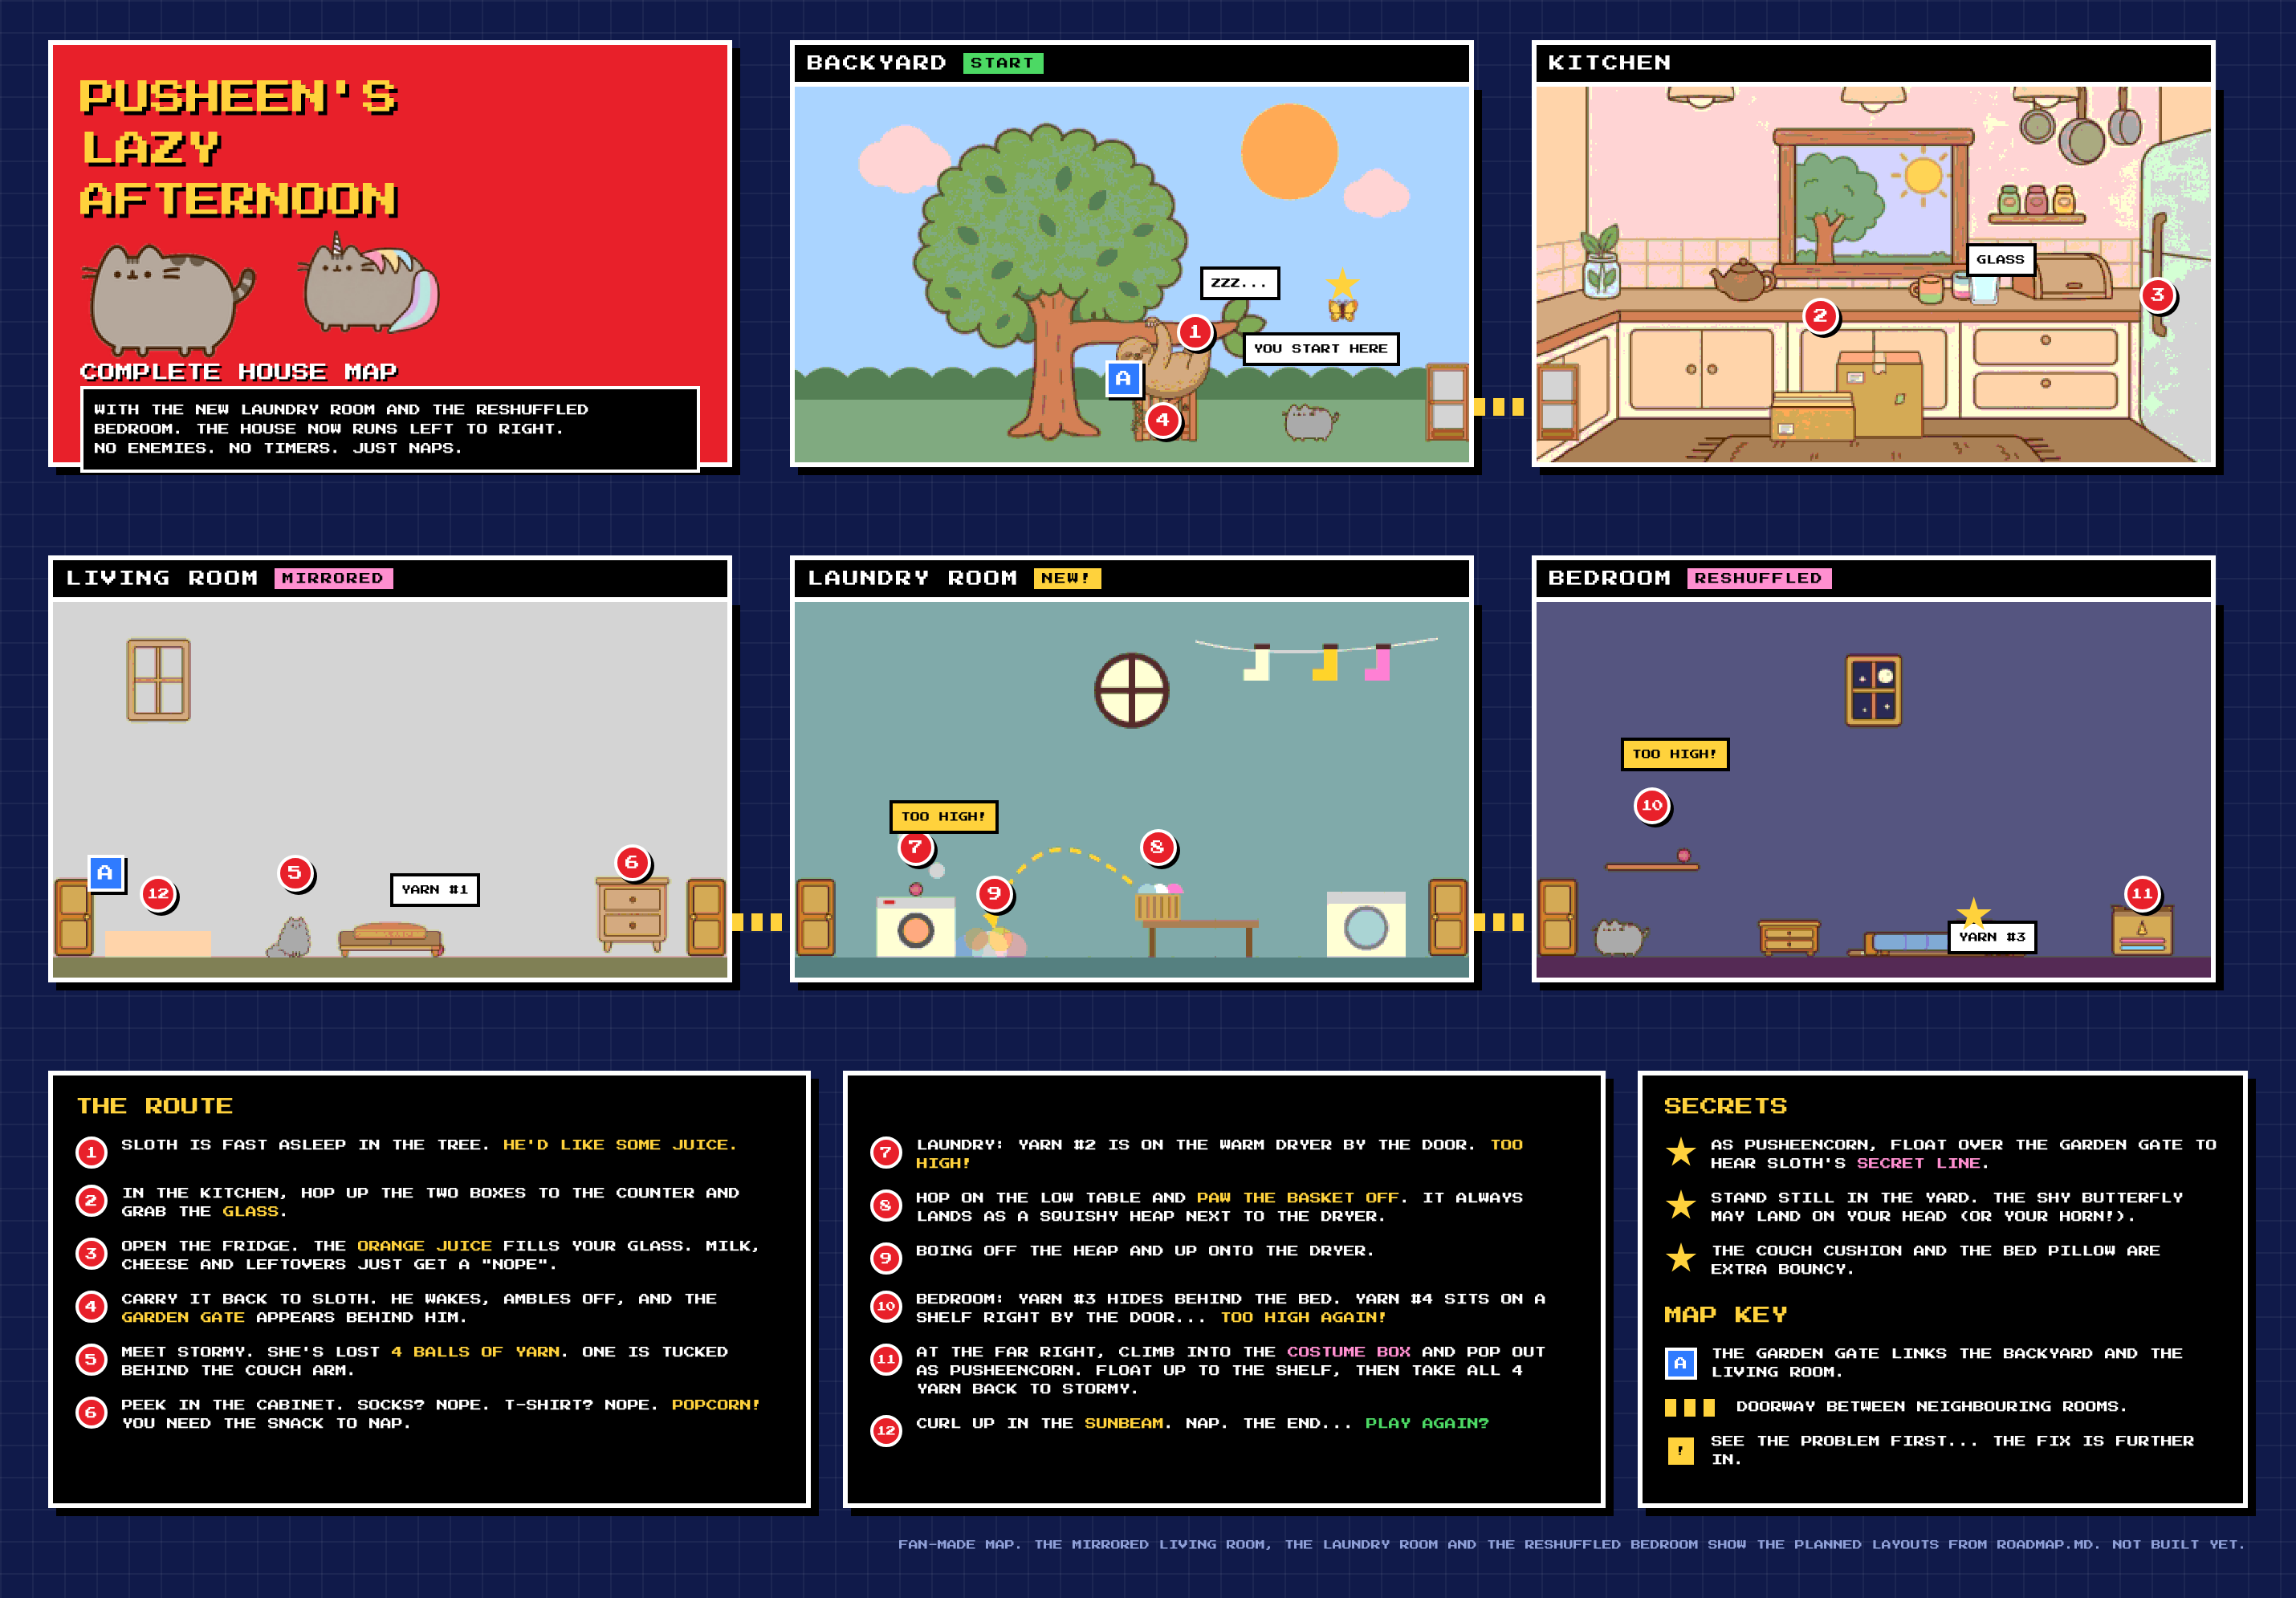 PUSHEEN'S
LAZY
AFTERNOON
COMPLETE HOUSE MAP
WITH THE NEW LAUNDRY ROOM AND THE RESHUFFLED
BEDROOM. THE HOUSE NOW RUNS LEFT TO RIGHT.
NO ENEMIES. NO TIMERS. JUST NAPS.
BACKYARD START
ZZZ...
1
YOU START HERE
A
4
KITCHEN
GLASS
3
2
LIVING ROOM MIRRORED
A
12
5
YARN #1
6
LAUNDRY ROOM NEW!
TOO HIGH!
7
8
9
BEDROOM RESHUFFLED
TOO HIGH!
10
11
YARN #3
THE ROUTE
1 SLOTH IS FAST ASLEEP IN THE TREE. HE'D LIKE SOME JUICE.
2 IN THE KITCHEN, HOP UP THE TWO BOXES TO THE COUNTER AND
GRAB THE GLASS.
3 OPEN THE FRIDGE. THE ORANGE JUICE FILLS YOUR GLASS. MILK,
CHEESE AND LEFTOVERS JUST GET A "NOPE".
4 CARRY IT BACK TO SLOTH. HE WAKES, AMBLES OFF, AND THE
GARDEN GATE APPEARS BEHIND HIM.
5 MEET STORMY. SHE'S LOST 4 BALLS OF YARN. ONE IS TUCKED
BEHIND THE COUCH ARM.
6 PEEK IN THE CABINET. SOCKS? NOPE. T-SHIRT? NOPE. POPCORN!
YOU NEED THE SNACK TO NAP.
7 LAUNDRY: YARN #2 IS ON THE WARM DRYER BY THE DOOR. TOO
HIGH!
8 HOP ON THE LOW TABLE AND PAW THE BASKET OFF. IT ALWAYS
LANDS AS A SQUISHY HEAP NEXT TO THE DRYER.
9 BOING OFF THE HEAP AND UP ONTO THE DRYER.
10 BEDROOM: YARN #3 HIDES BEHIND THE BED. YARN #4 SITS ON A
SHELF RIGHT BY THE DOOR... TOO HIGH AGAIN!
11 AT THE FAR RIGHT, CLIMB INTO THE COSTUME BOX AND POP OUT
AS PUSHEENCORN. FLOAT UP TO THE SHELF, THEN TAKE ALL 4
YARN BACK TO STORMY.
12 CURL UP IN THE SUNBEAM. NAP. THE END... PLAY AGAIN?
SECRETS
AS PUSHEENCORN, FLOAT OVER THE GARDEN GATE TO
HEAR SLOTH'S SECRET LINE.
STAND STILL IN THE YARD. THE SHY BUTTERFLY
MAY LAND ON YOUR HEAD (OR YOUR HORN!).
THE COUCH CUSHION AND THE BED PILLOW ARE
EXTRA BOUNCY.
MAP KEY
A THE GARDEN GATE LINKS THE BACKYARD AND THE
LIVING ROOM.
DOORWAY BETWEEN NEIGHBOURING ROOMS.
! SEE THE PROBLEM FIRST... THE FIX IS FURTHER
IN.
FAN-MADE MAP. THE MIRRORED LIVING ROOM, THE LAUNDRY ROOM AND THE RESHUFFLED BEDROOM SHOW THE PLANNED LAYOUTS FROM ROADMAP.MD. NOT BUILT YET.